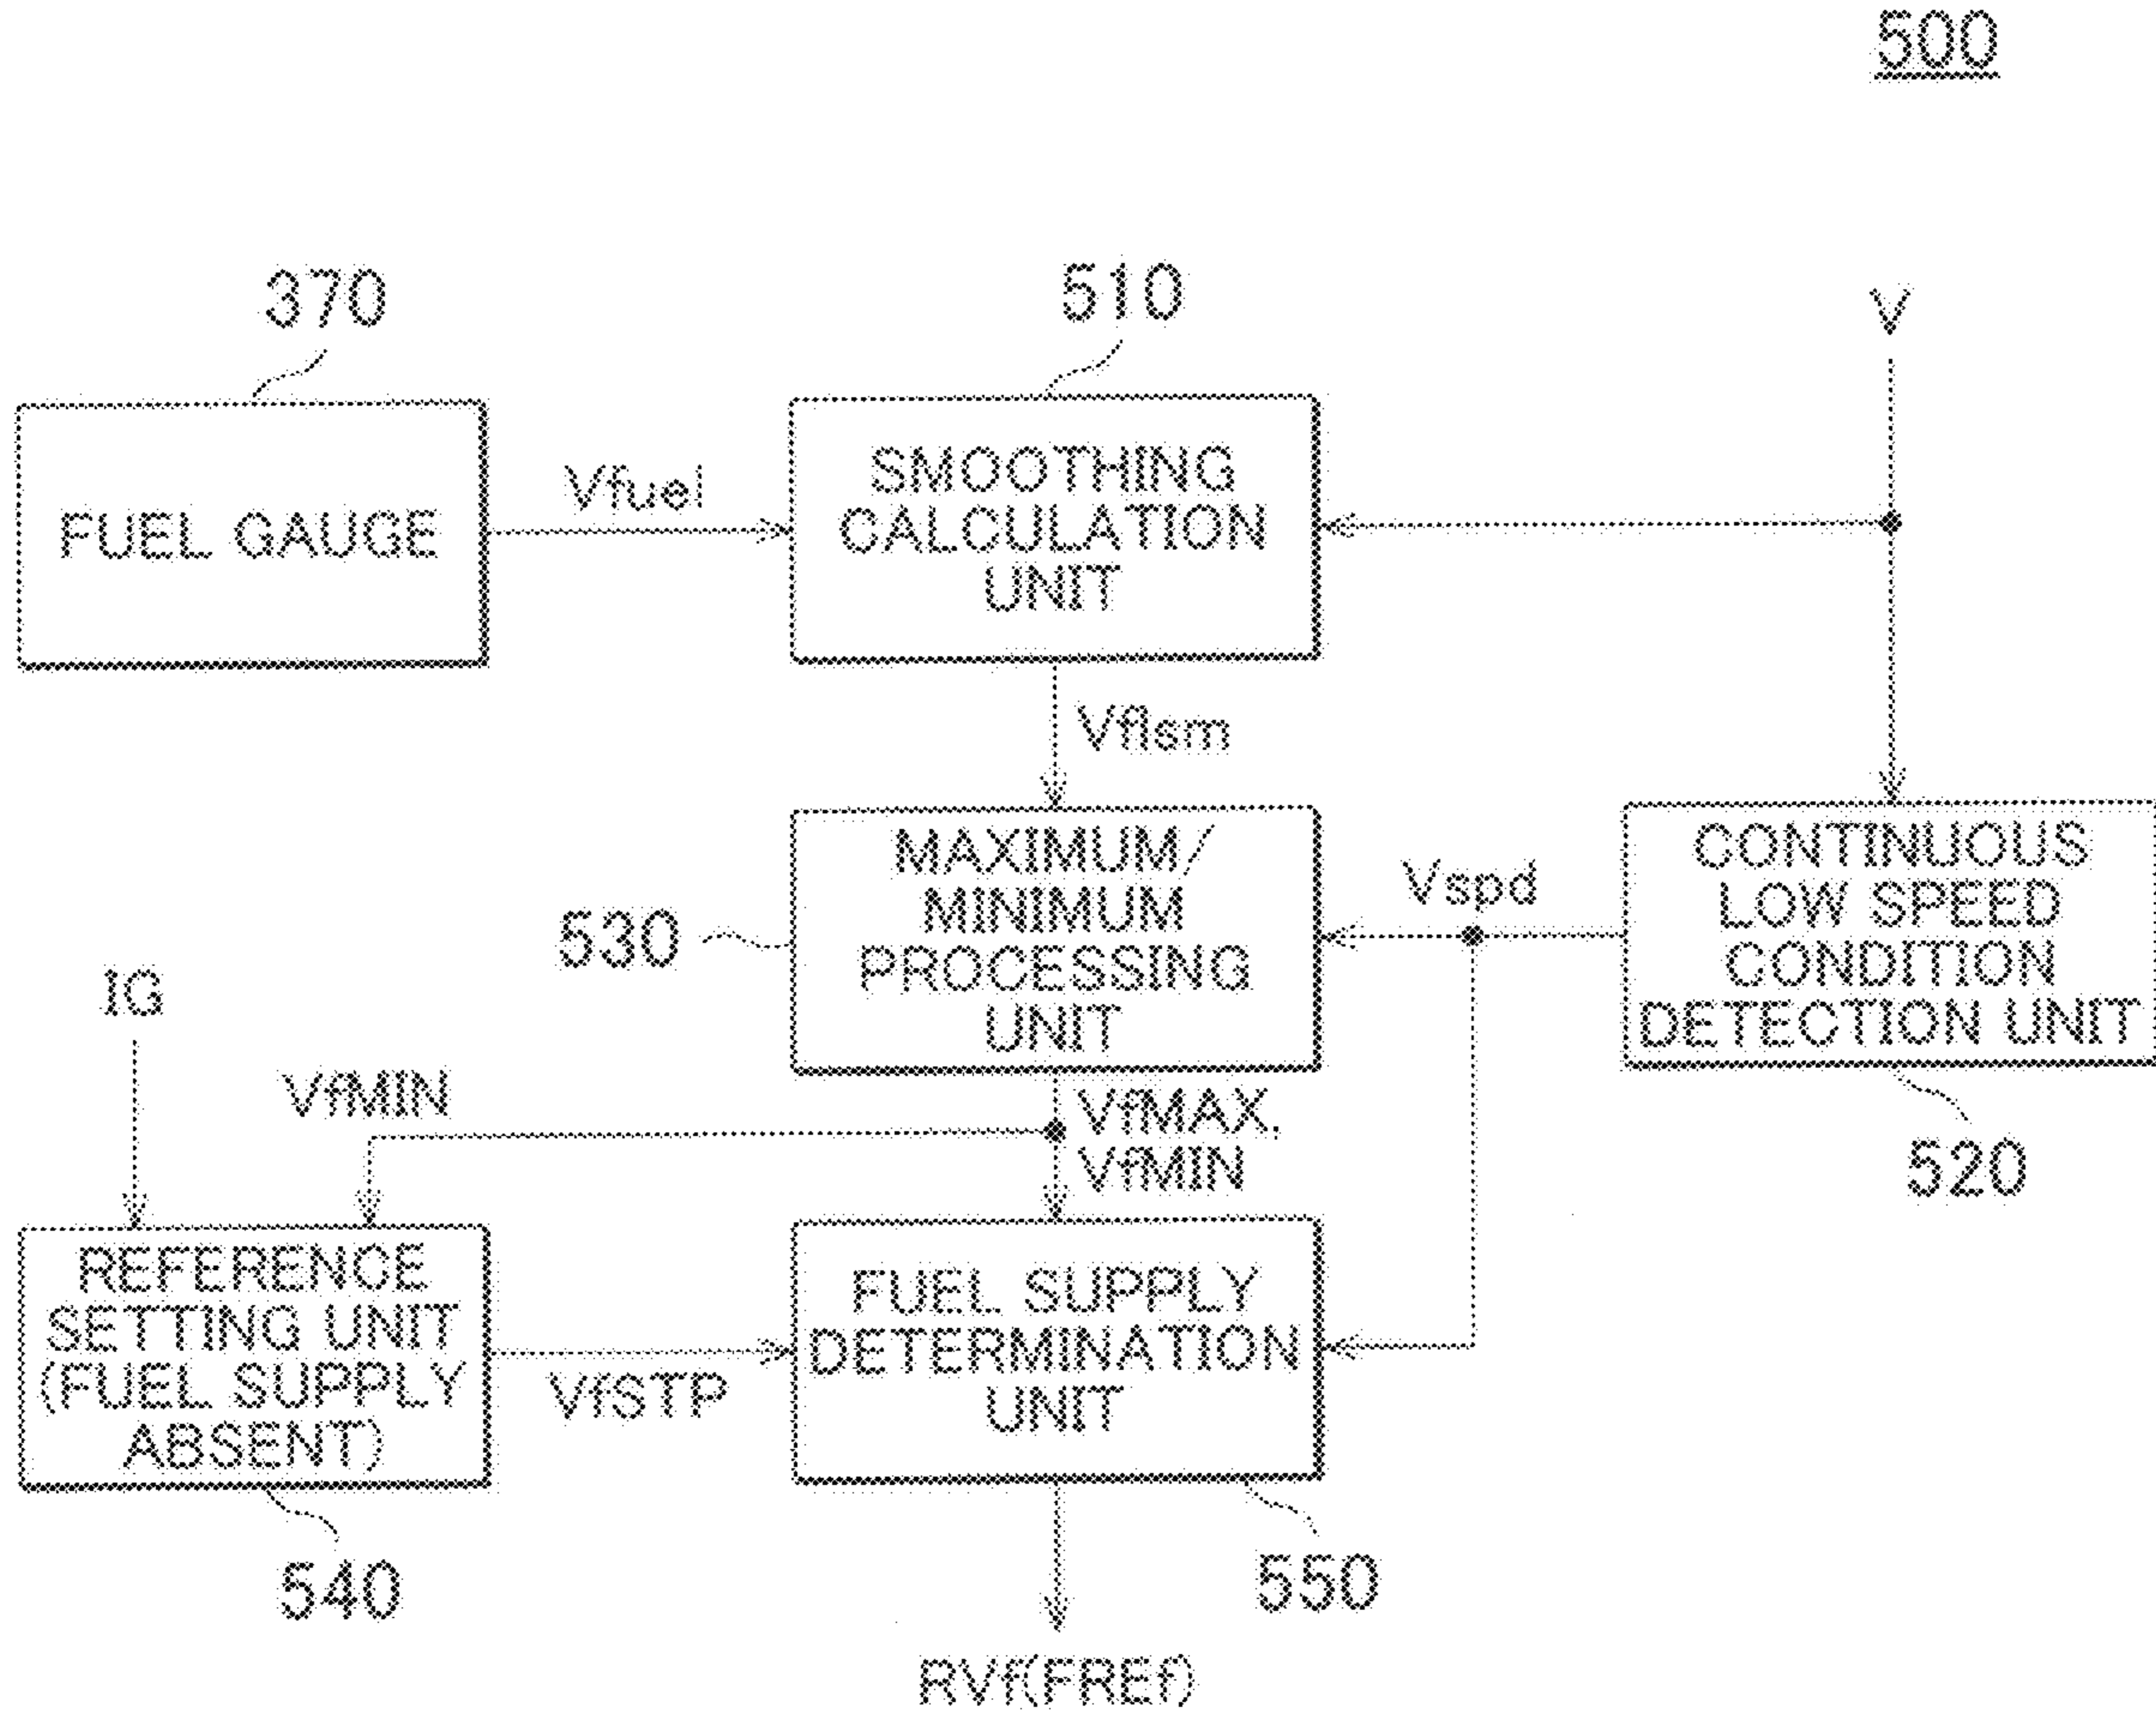 500
370
510
V
FUEL GAUGE
Vfuel
SMOOTHING
CALCULATION
UNIT
Vflsm
MAXIMUM/
MINIMUM
PROCESSING
UNIT
530
Vspd
CONTINUOUS
LOW SPEED
CONDITION
DETECTION UNIT
520
IG
VfMIN
VfMAX,
VfMIN
REFERENCE
SETTING UNIT
(FUEL SUPPLY
ABSENT)
VfSTP
FUEL SUPPLY
DETERMINATION
UNIT
540
550
RVf(FREf)